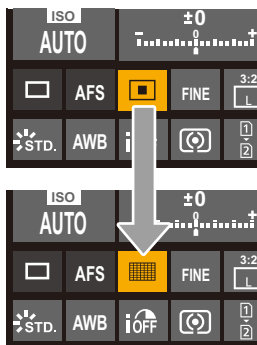 ISO
AUTO ±0
AFS FINE 3:2 L
STD. AWB i 1 2
ISO
AUTO ±0
AFS FINE 3:2 L
STD. AWB iOFF 1 2